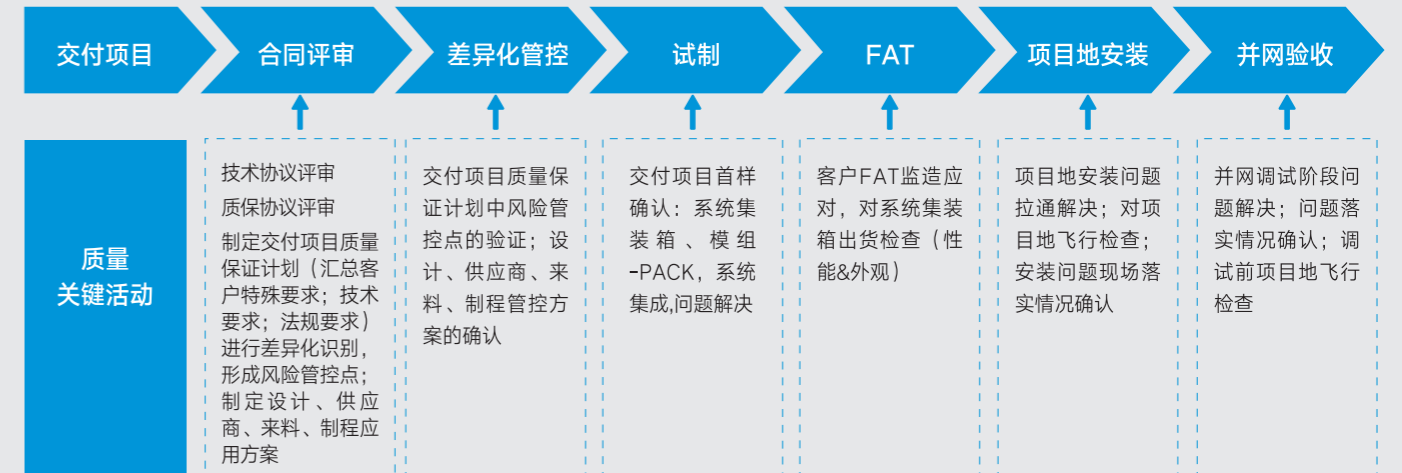 交付项目
合同评审
差异化管控
试制
FAT
项目地安装
并网验收
质量
关键活动
技术协议评审
质保协议评审
制定交付项目质量
保证计划（汇总客
户特殊要求；技术
要求；法规要求）
进行差异化识别，
形成风险管控点；
制定设计、供应
商、来料、制程应
用方案
交付项目质量保
证计划中风险管
控点的验证；设
计、供应商、来
料、制程管控方
案的确认
交付项目首样
确认：系统集
装箱、模组
-PACK，系统
集成,问题解决
客户FAT监造应
对，对系统集装
箱出货检查（性
能&外观）
项目地安装问题
拉通解决；对项
目地飞行检查；
安装问题现场落
实情况确认
并网调试阶段问
题解决；问题落
实情况确认；调
试前项目地飞行
检查